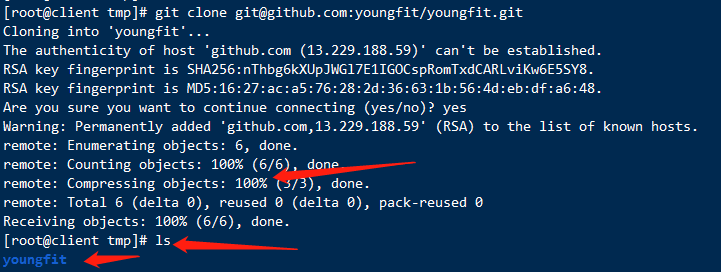 [root@client tmp]# git clone git@github.com:youngfit/youngfit.git
Cloning into 'youngfit'...
The authenticity of host 'github.com (13.229.188.59)' can't be established.
RSA key fingerprint is SHA256:nThbg6kXUpJWGl7E1IGOCspRomTxdCARLviKw6E5SY8.
RSA key fingerprint is MD5:16:27:ac:a5:76:28:2d:36:63:1b:56:4d:eb:df:a6:48.
Are you sure you want to continue connecting (yes/no)? yes
Warning: Permanently added 'github.com,13.229.188.59' (RSA) to the list of known hosts.
remote: Enumerating objects: 6, done.
remote: Counting objects: 100% (6/6), done.
remote: Compressing objects: 100% (3/3), done.
remote: Total 6 (delta 0), reused 0 (delta 0), pack-reused 0
Receiving objects: 100% (6/6), done.
[root@client tmp]# ls
youngfit